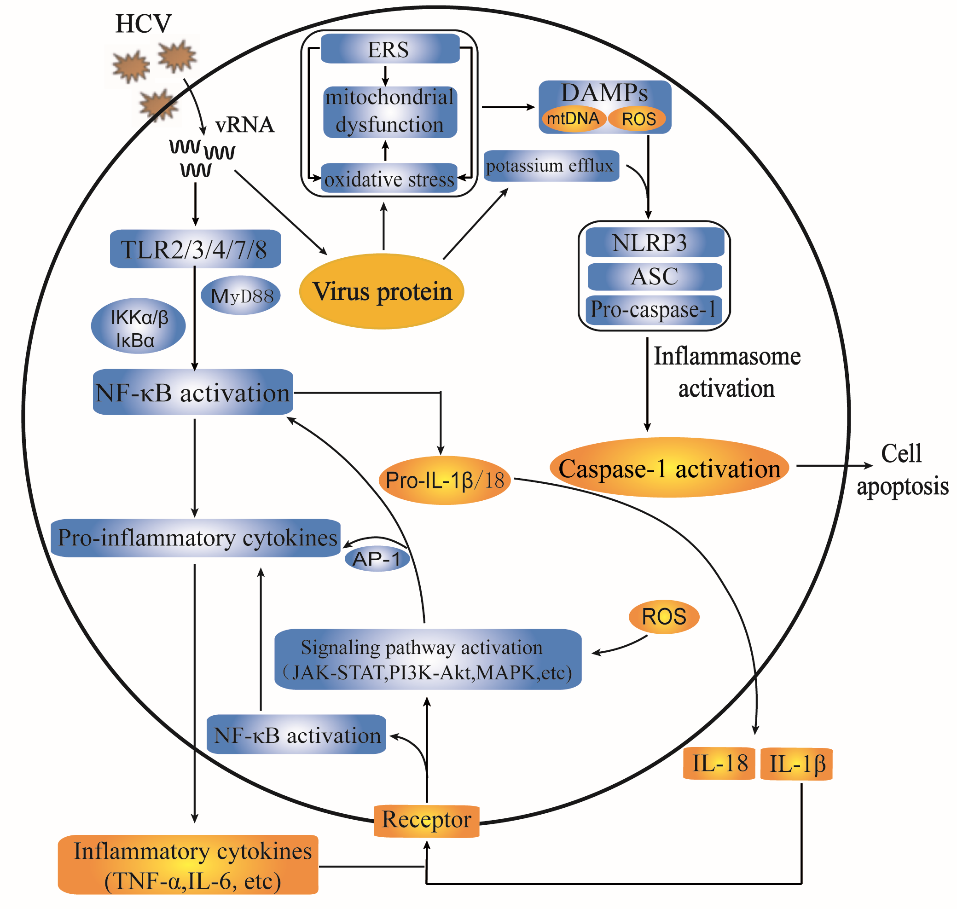 HCV
vRNA
ERS
mitochondrial
dysfunction
oxidative stress
DAMPs
mtDNA
ROS
potassium efflux
TLR2/3/4/7/8
MyD88
IKKα/β
IκBα
Virus protein
NLRP3
ASC
Pro-caspase-1
Inflammasome
activation
NF-κB activation
Pro-IL-1β/18
Caspase-1 activation
Cell
apoptosis
Pro-inflammatory cytokines
AP-1
ROS
Signaling pathway activation
(JAK-STAT,PI3K-Akt,MAPK,etc)
NF-κB activation
IL-18
IL-1β
Receptor
Inflammatory cytokines
(TNF-α,IL-6, etc)